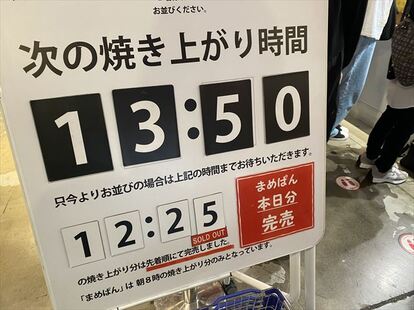 お並びください。
次の焼き上がり時間
13:50
只今よりお並びの場合は上記の時間までお待ちいただきます。
12:25
SOLD OUT
まめぱん
本日分
完売
の焼き上がり分は先着順にて完売しました。
「まめぱん」は 朝8時の焼き上がり分のみとなっています。